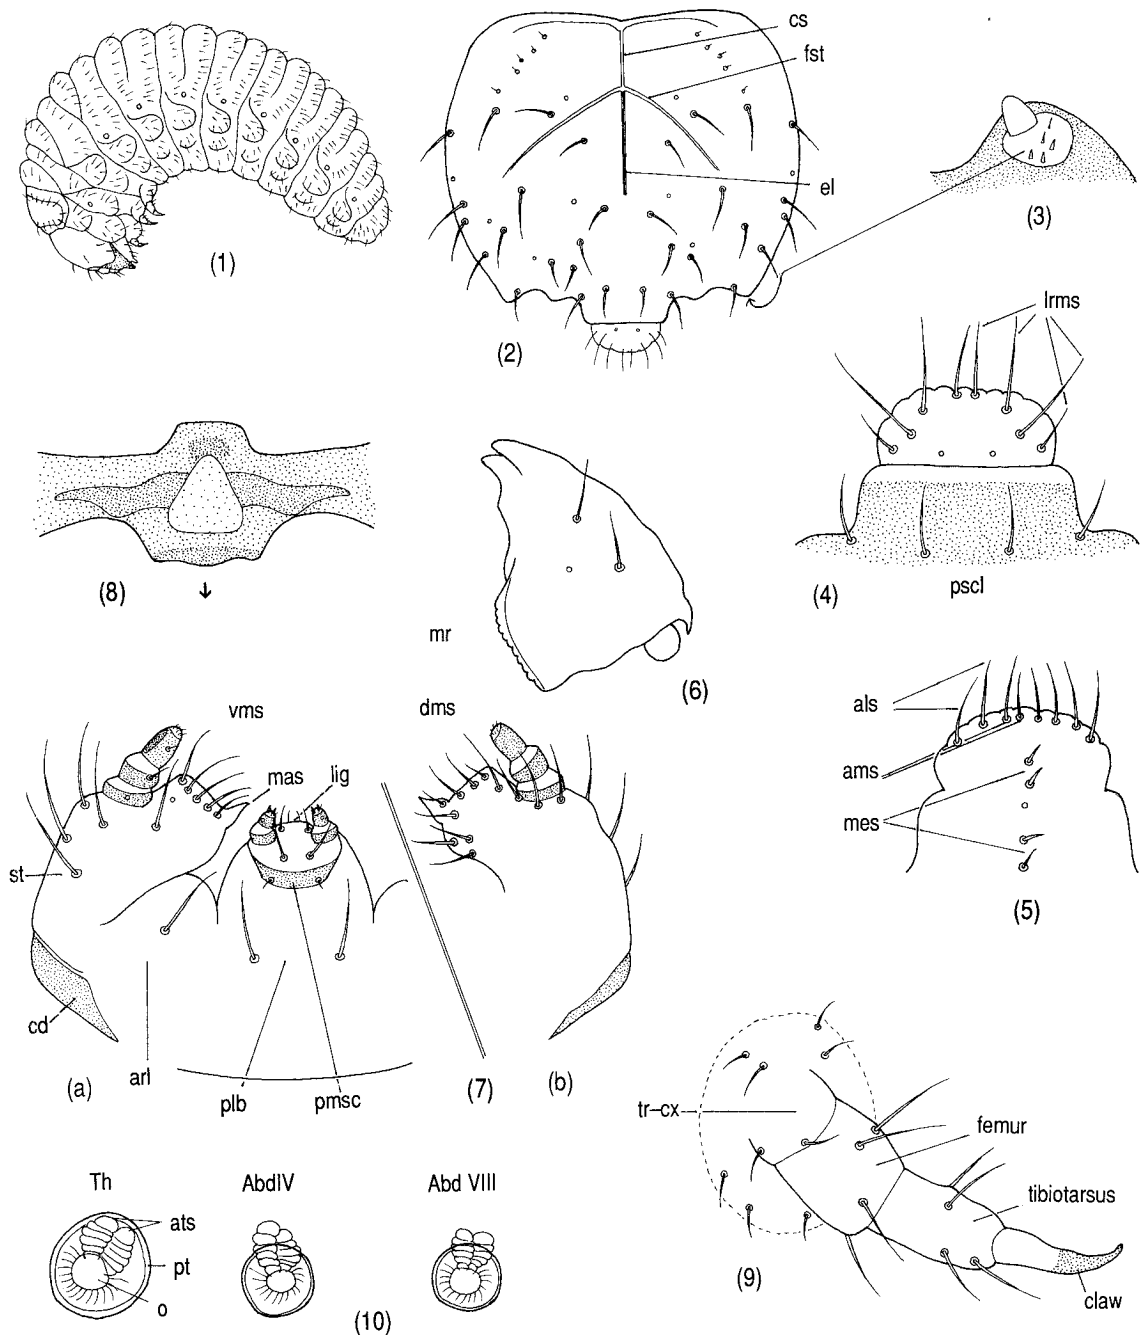 (1)
cs
fst
el
(2)
(3)
lrms
pscl
(4)
(8)
mr
(6)
als
ams
mes
(5)
vms
mas
lig
st
cd
arl
(a)
plb
pmsc
dms
(7)
(b)
Th
AbdIV
Abd VIII
ats
pt
o
(10)
tr–cx
femur
tibiotarsus
claw
(9)